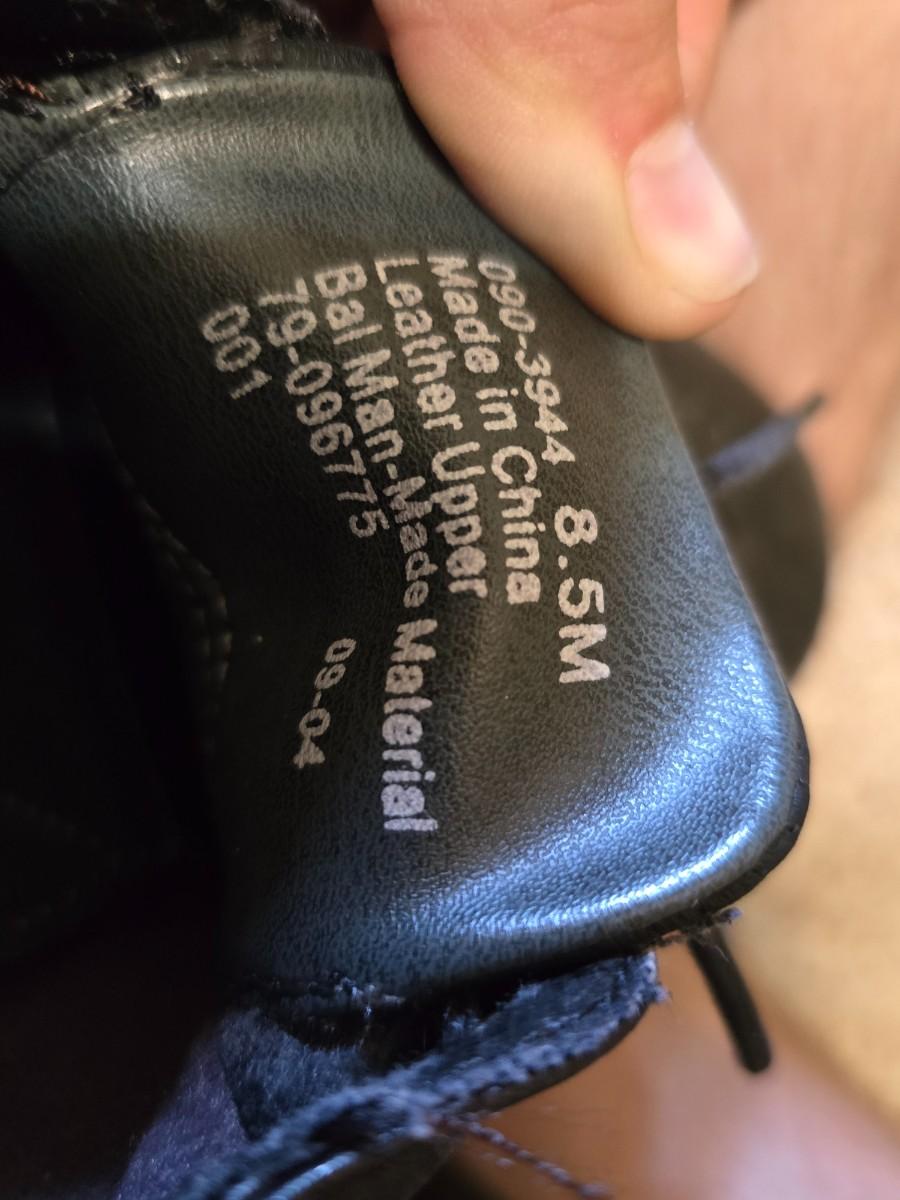 090-3944 8.5M
Made in China
Leather Upper
Bal Man-Made Material
79-096775
001 09-04